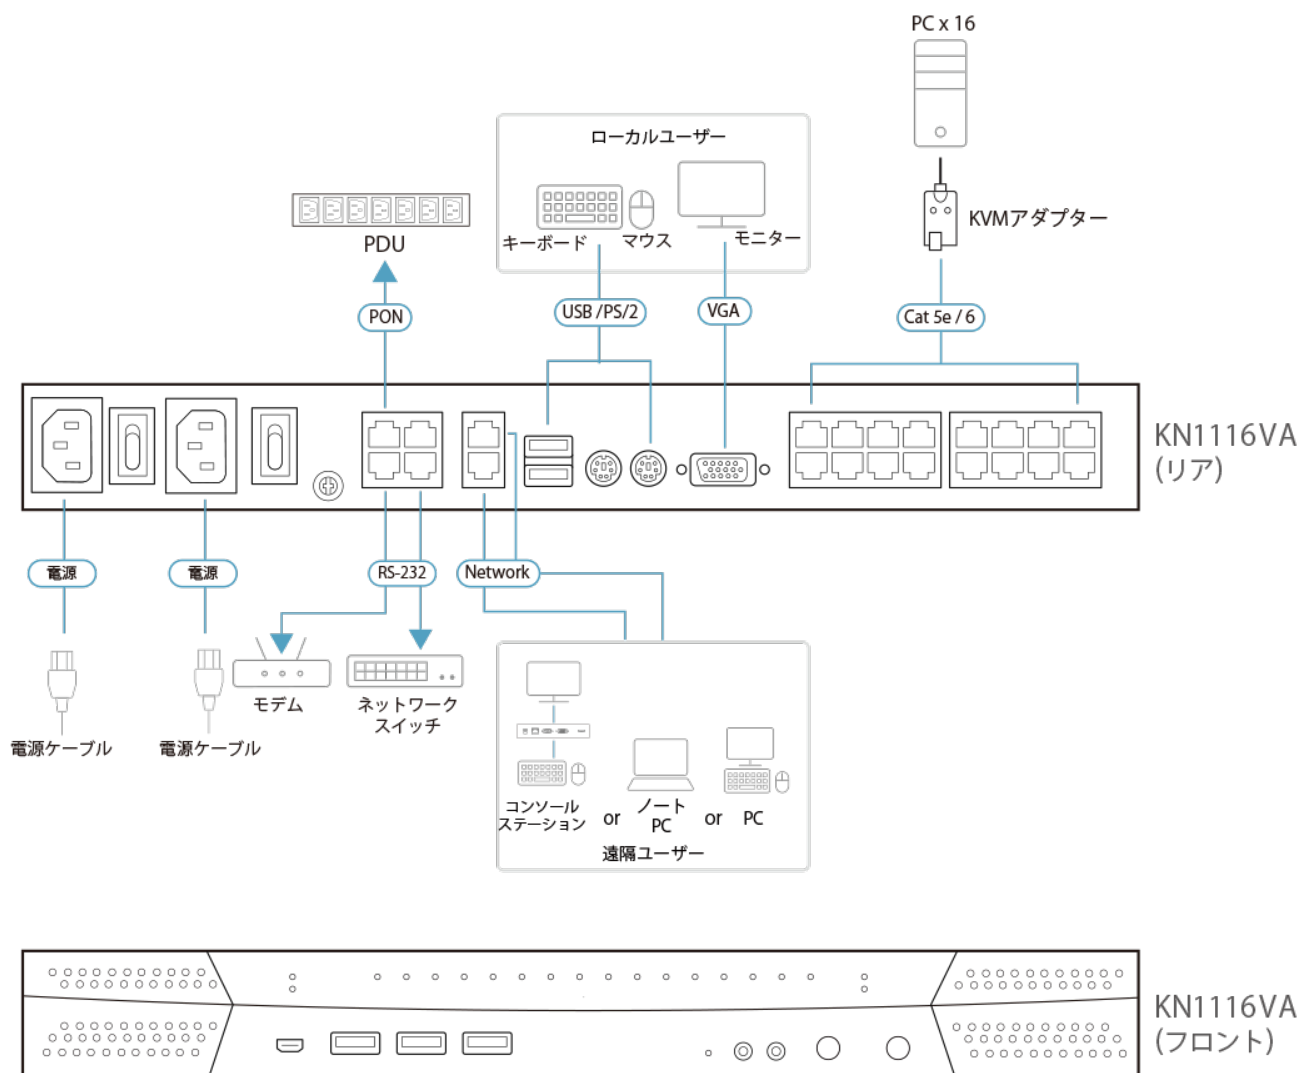 PC x 16
ローカルユーザー
キーボード
マウス
モニター
KVMアダプター
PDU
PON
USB /PS/2
VGA
Cat 5e / 6
KN1116VA
(リア)
電源
電源
RS-232
Network
電源ケーブル
電源ケーブル
モデム
ネットワーク
スイッチ
コンソール
ステーション
or
ノート
PC
or
PC
遠隔ユーザー
KN1116VA
(フロント)